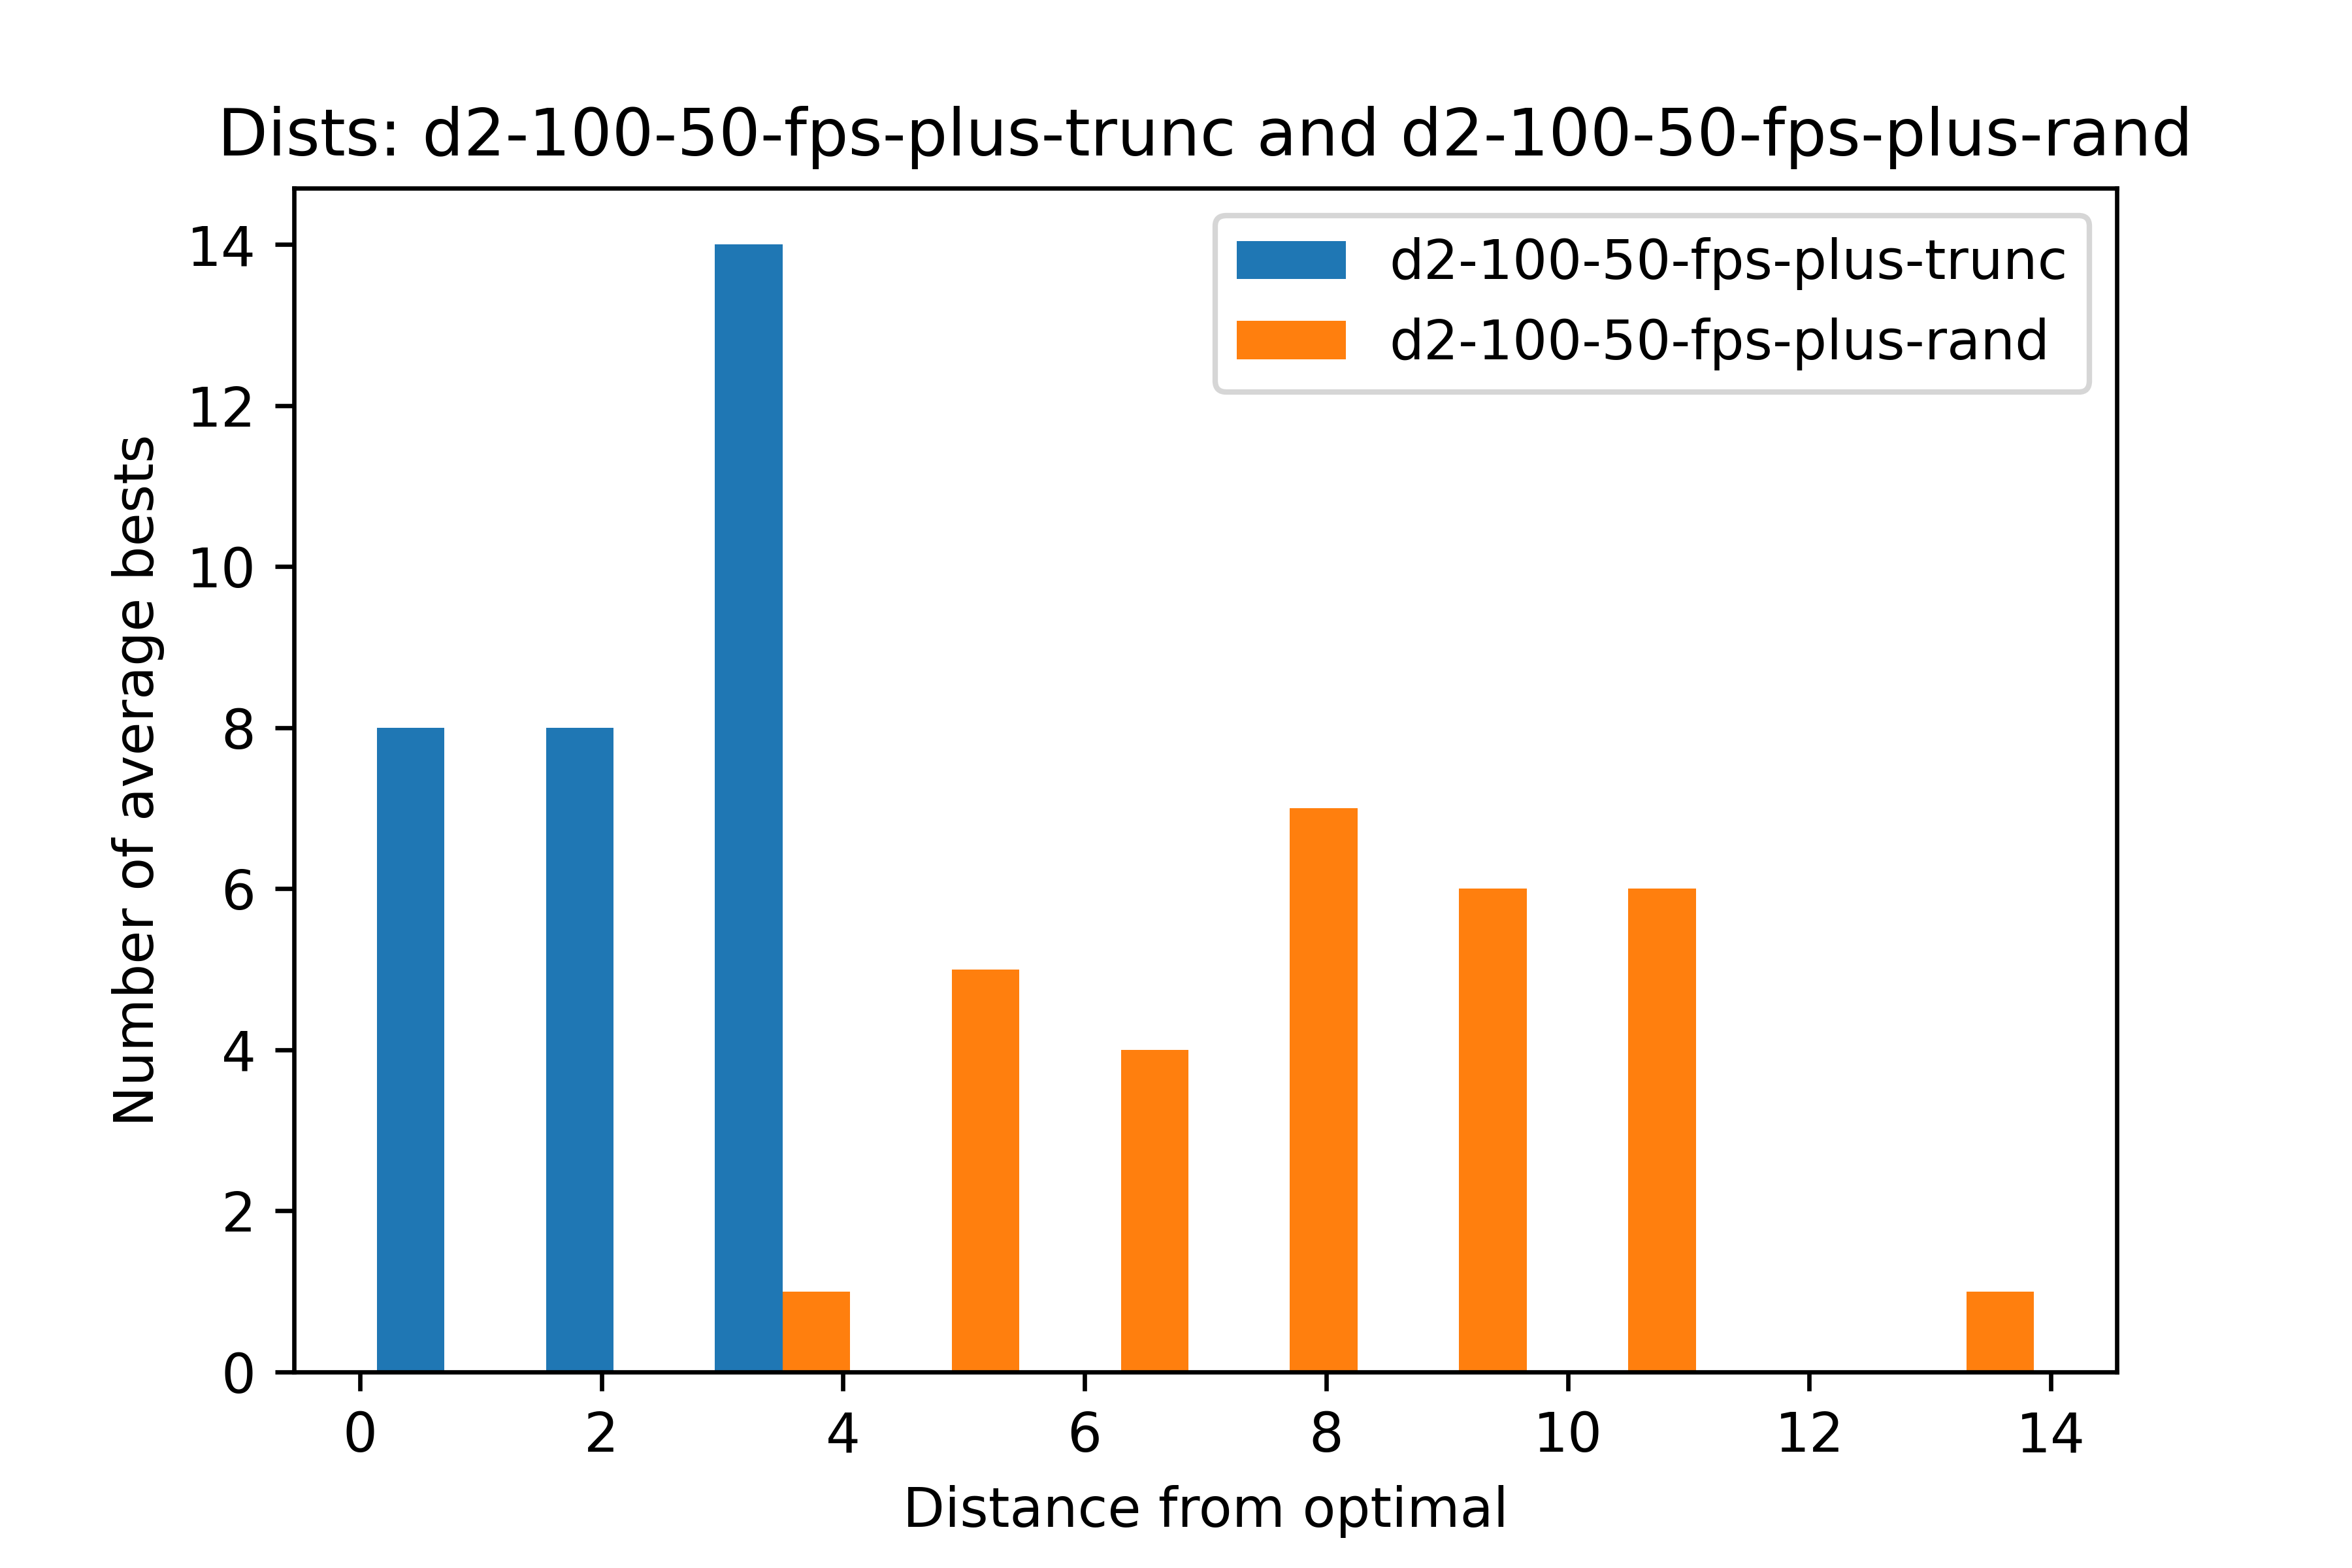 Dists: d2-100-50-fps-plus-trunc and d2-100-50-fps-plus-rand
d2-100-50-fps-plus-trunc
d2-100-50-fps-plus-rand
Number of average bests
14
12
10
8
6
4
2
0
0 2 4 6 8 10 12 14
Distance from optimal